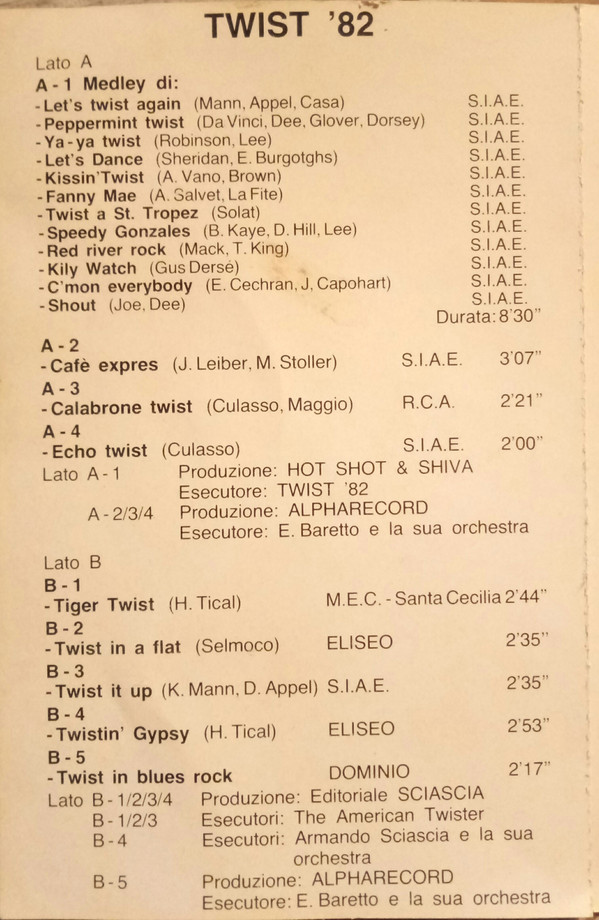 TWIST '82
Lato A
A - 1 Medley di:
- Let's twist again (Mann, Appel, Casa) S.I.A.E.
- Peppermint twist (Da Vinci, Dee, Glover, Dorsey) S.I.A.E.
- Ya - ya twist (Robinson, Lee) S.I.A.E.
- Let's Dance (Sheridan, E. Burgotghs) S.I.A.E.
- Kissin' Twist (A. Vano, Brown) S.I.A.E.
- Fanny Mae (A. Salvet, La Fite) S.I.A.E.
- Twist a St. Tropez (Solat) S.I.A.E.
- Speedy Gonzales (B. Kaye, D. Hill, Lee) S.I.A.E.
- Red river rock (Mack, T. King) S.I.A.E.
- Kily Watch (Gus Dersé) S.I.A.E.
- C'mon everybody (E. Cechran, J, Capohart) S.I.A.E.
- Shout (Joe, Dee) S.I.A.E.
Durata: 8'30"
A - 2
- Cafè expres (J. Leiber, M. Stoller) S.I.A.E. 3'07"
A - 3
- Calabrone twist (Culasso, Maggio) R.C.A. 2'21"
A - 4
- Echo twist (Culasso) S.I.A.E. 2'00"
Lato A - 1 Produzione: HOT SHOT & SHIVA
Esecutore: TWIST '82
A - 2/3/4 Produzione: ALPHARECORD
Esecutore: E. Baretto e la sua orchestra
Lato B
B - 1
- Tiger Twist (H. Tical) M.E.C. - Santa Cecilia 2'44"
B - 2
- Twist in a flat (Selmoco) ELISEO 2'35"
B - 3
- Twist it up (K. Mann, D. Appel) S.I.A.E. 2'35"
B - 4
- Twistin' Gypsy (H. Tical) ELISEO 2'53"
B - 5
- Twist in blues rock DOMINIO 2'17"
Lato B - 1/2/3/4 Produzione: Editoriale SCIASCIA
B - 1/2/3 Esecutori: The American Twister
B - 4 Esecutori: Armando Sciascia e la sua
orchestra
B - 5 Produzione: ALPHARECORD
Esecutore: E. Baretto e la sua orchestra